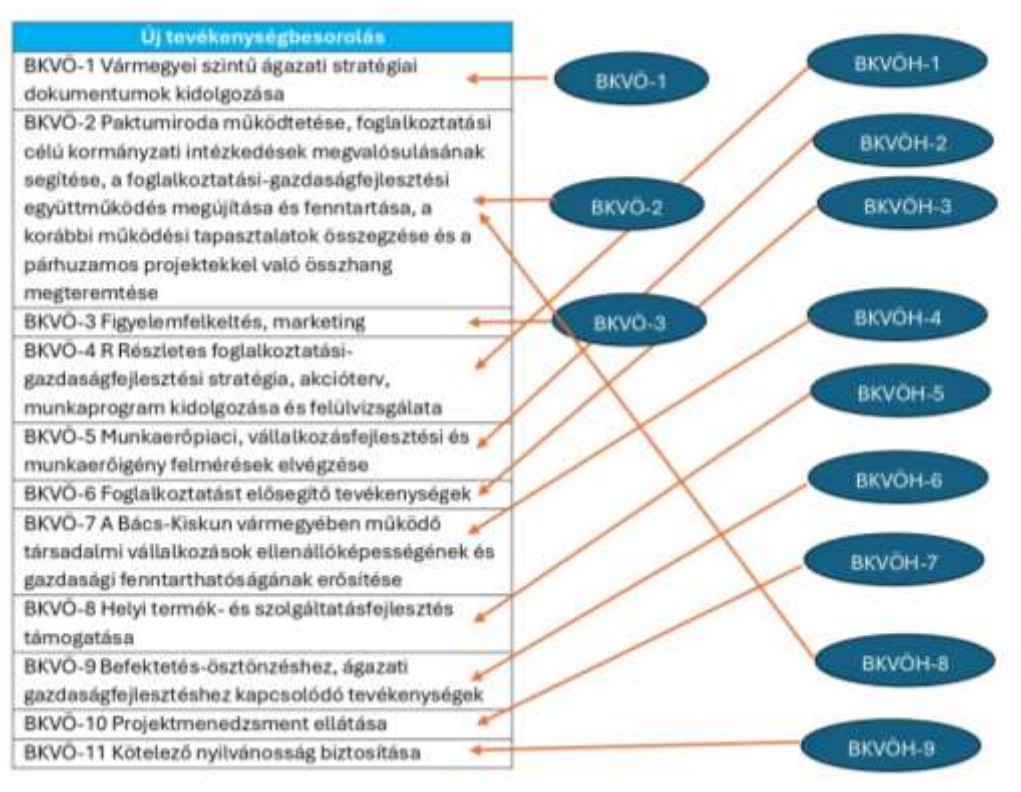 Új tevékenységbesorolás
BKVÖ-1 Vármegyei szintű ágazati stratégiai
dokumentumok kidolgozása
BKVÖ-2 Paktumiroda működtetése, foglalkoztatási
célú kormányzati intézkedések megvalósulásának
segítése, a foglalkoztatási-gazdaságfejlesztési
együttműködés megújítása és fenntartása, a
korábbi működési tapasztalatok összegzése és a
párhuzamos projektekkel való összhang
megteremtése
BKVÖ-3 Figyelemfelkeltés, marketing
BKVÖ-4 R Részletes foglalkoztatási-
gazdaságfejlesztési stratégia, akcióterv,
munkaprogram kidolgozása és felülvizsgálata
BKVÖ-5 Munkaerőpiaci, vállalkozásfejlesztési és
munkaerőigény felmérések elvégzése
BKVÖ-6 Foglalkoztatást elősegítő tevékenységek
BKVÖ-7 A Bács-Kiskun vármegyében működő
társadalmi vállalkozások ellenállóképességének és
gazdasági fenntarthatóságának erősítése
BKVÖ-8 Helyi termék- és szolgáltatásfejlesztés
támogatása
BKVÖ-9 Befektetés-ösztönzéshez, ágazati
gazdaságfejlesztéshez kapcsolódó tevékenységek
BKVÖ-10 Projektmenedzsment ellátása
BKVÖ-11 Kötelező nyilvánosság biztosítása
BKVÖ-1
BKVÖ-2
BKVÖ-3
BKVÖH-1
BKVÖH-2
BKVÖH-3
BKVÖH-4
BKVÖH-5
BKVÖH-6
BKVÖH-7
BKVÖH-8
BKVÖH-9